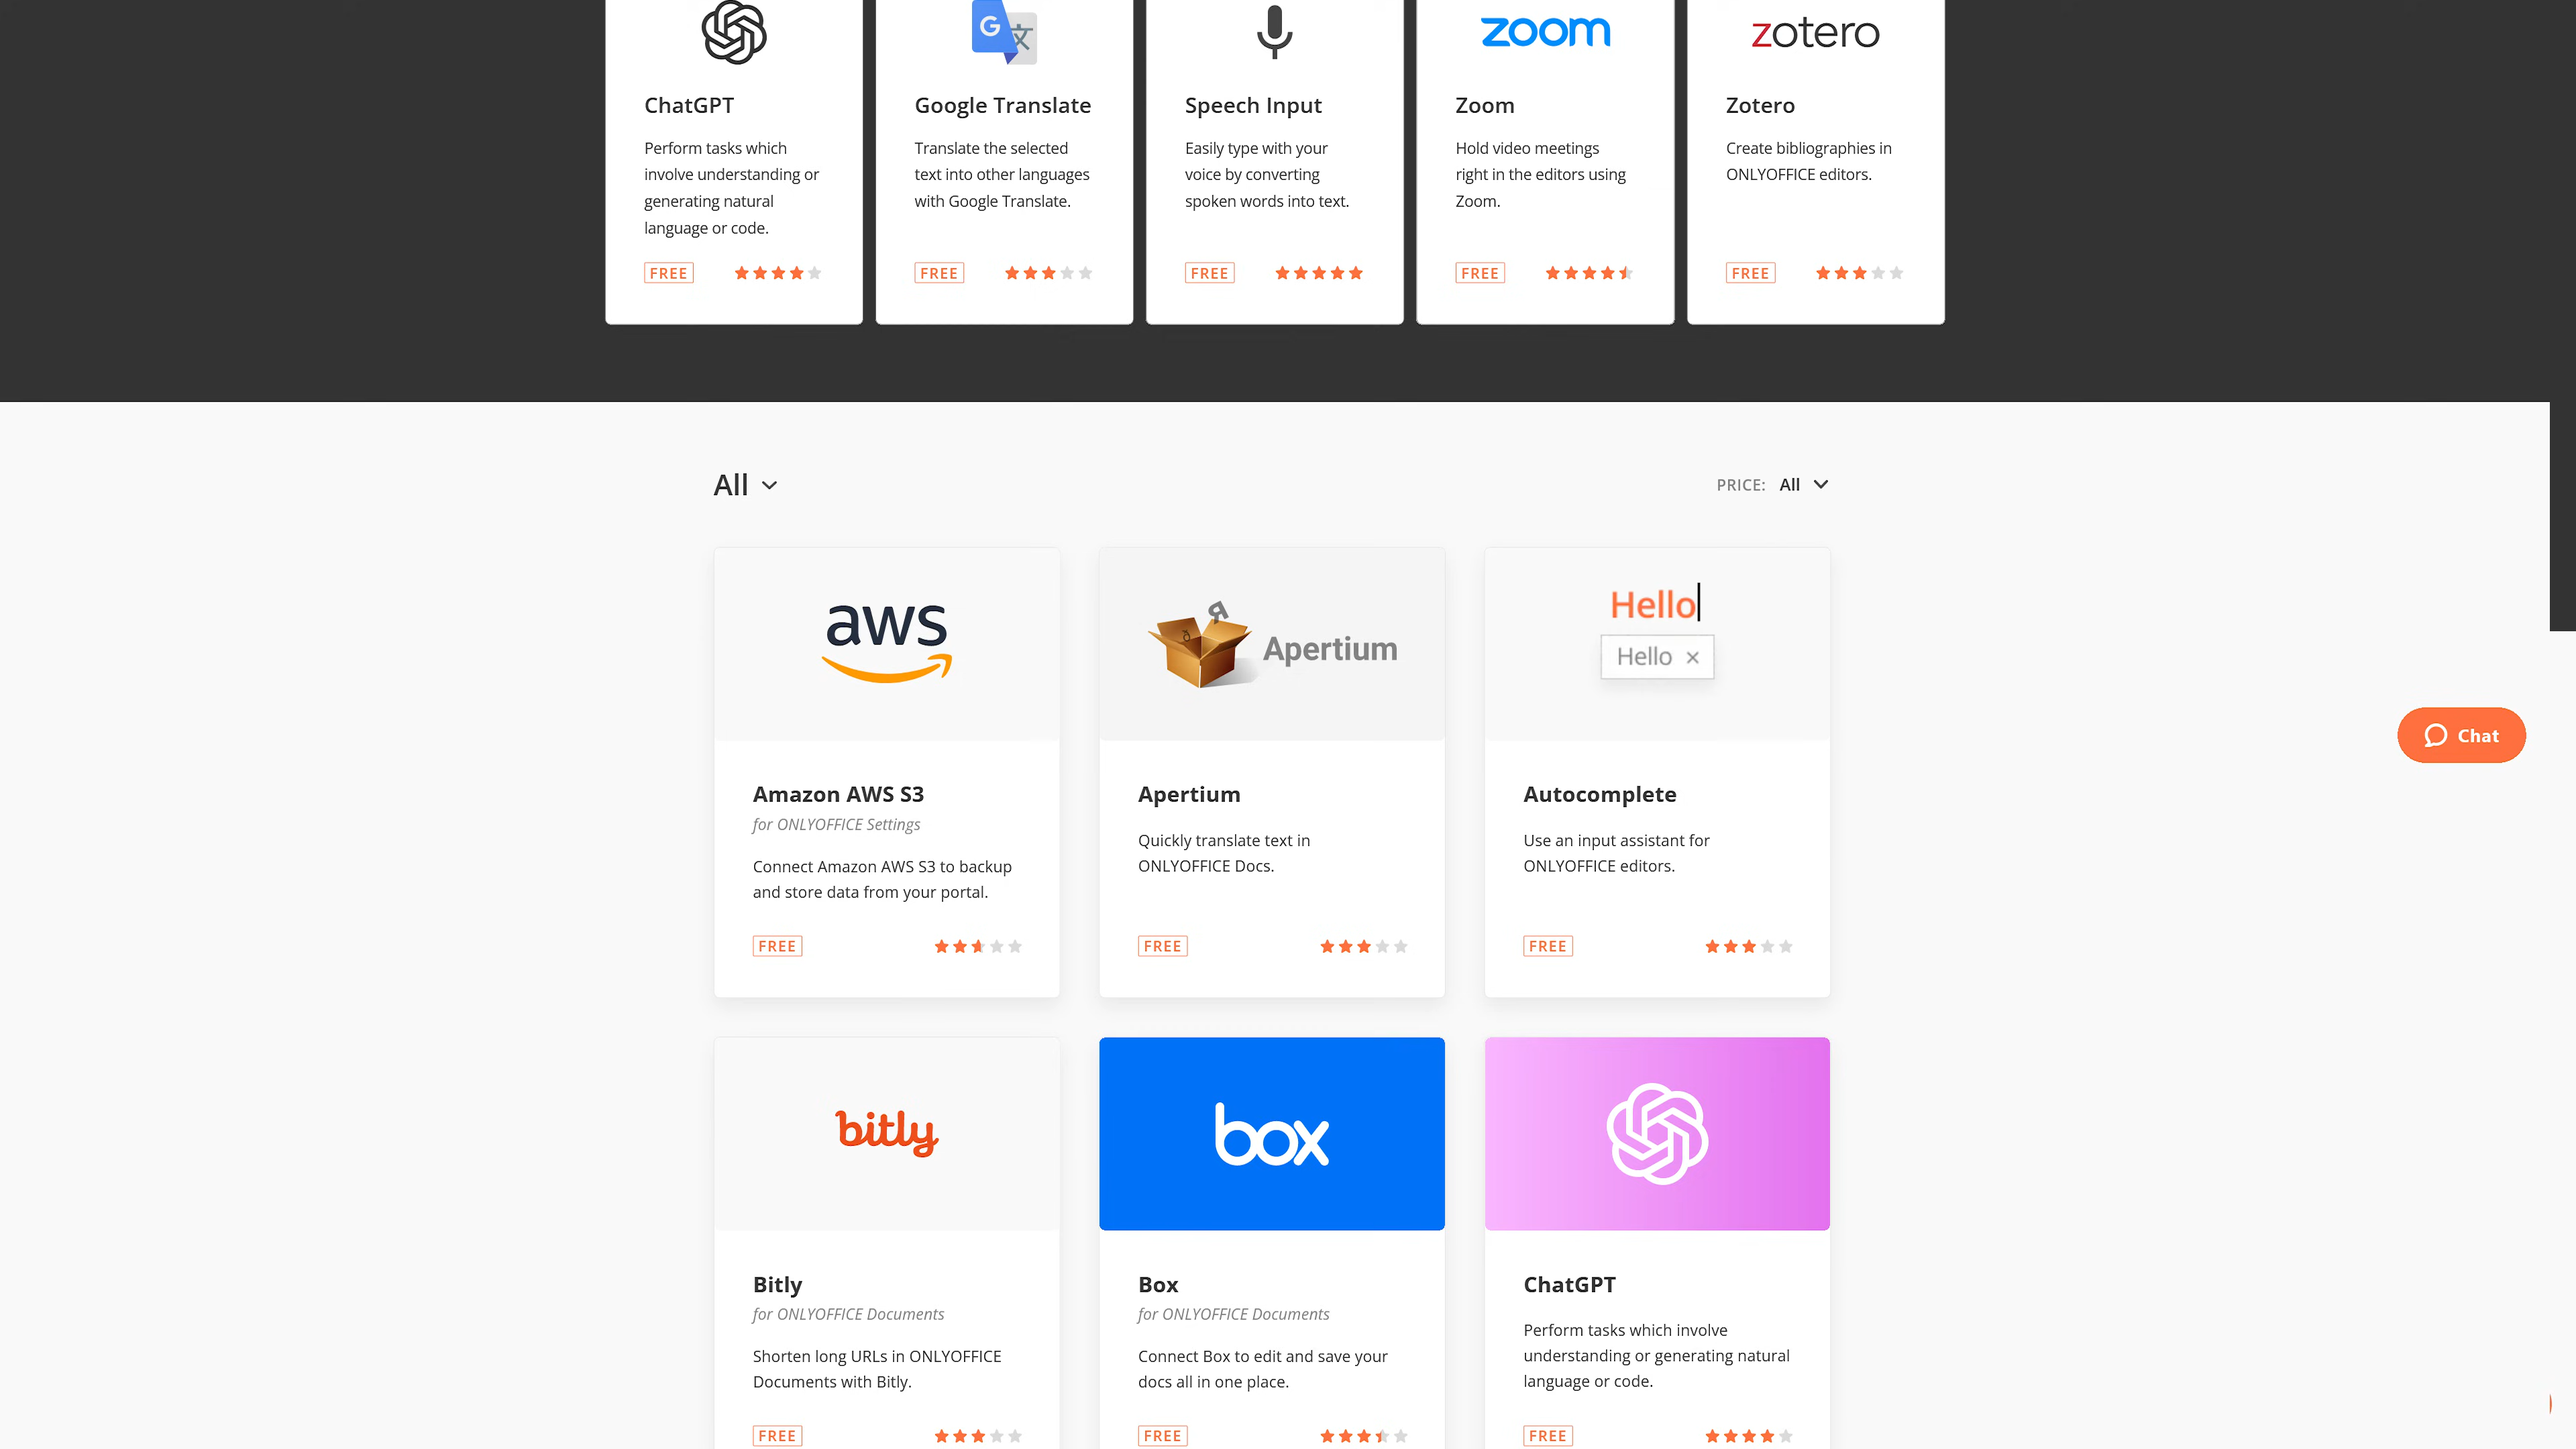 zoom
zotero
ChatGPT
Perform tasks which
involve understanding or
generating natural
language or code.
FREE
Google Translate
Translate the selected
text into other languages
with Google Translate.
FREE
Speech Input
Easily type with your
voice by converting
spoken words into text.
FREE
Zoom
Hold video meetings
right in the editors using
Zoom.
FREE
Zotero
Create bibliographies in
ONLYOFFICE editors.
FREE
All
PRICE: All
aws
Amazon AWS S3
for ONLYOFFICE Settings
Connect Amazon AWS S3 to backup
and store data from your portal.
FREE
Apertium
Apertium
Quickly translate text in
ONLYOFFICE Docs.
FREE
Hello
Hello ×
Autocomplete
Use an input assistant for
ONLYOFFICE editors.
FREE
Chat
bitly
Bitly
for ONLYOFFICE Documents
Shorten long URLs in ONLYOFFICE
Documents with Bitly.
FREE
box
Box
for ONLYOFFICE Documents
Connect Box to edit and save your
docs all in one place.
FREE
ChatGPT
Perform tasks which involve
understanding or generating natural
language or code.
FREE